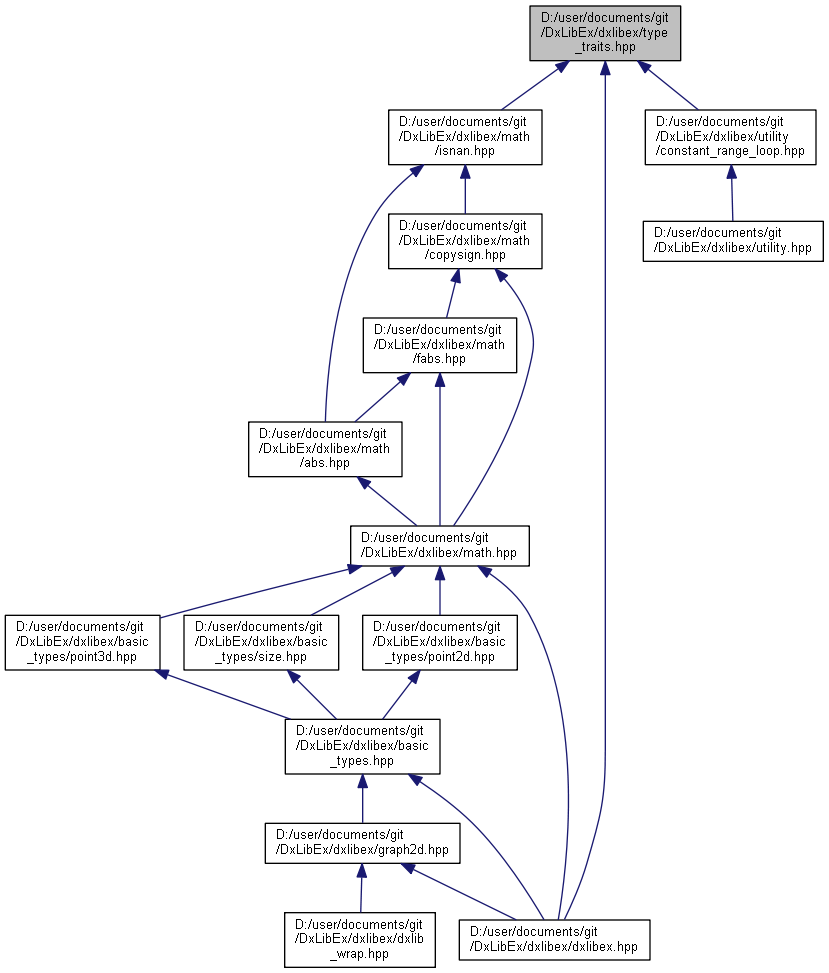 D:/user/documents/git
/DxLibEx/dxlibex/type
_traits.hpp
D:/user/documents/git
/DxLibEx/dxlibex/math
/isnan.hpp
D:/user/documents/git
/DxLibEx/dxlibex/utility
/constant_range_loop.hpp
D:/user/documents/git
/DxLibEx/dxlibex/math
/copysign.hpp
D:/user/documents/git
/DxLibEx/dxlibex/utility.hpp
D:/user/documents/git
/DxLibEx/dxlibex/math
/fabs.hpp
D:/user/documents/git
/DxLibEx/dxlibex/math
/abs.hpp
D:/user/documents/git
/DxLibEx/dxlibex/math.hpp
D:/user/documents/git
/DxLibEx/dxlibex/basic
_types/point3d.hpp
D:/user/documents/git
/DxLibEx/dxlibex/basic
_types/size.hpp
D:/user/documents/git
/DxLibEx/dxlibex/basic
_types/point2d.hpp
D:/user/documents/git
/DxLibEx/dxlibex/basic
_types.hpp
D:/user/documents/git
/DxLibEx/dxlibex/graph2d.hpp
D:/user/documents/git
/DxLibEx/dxlibex/dxlib
_wrap.hpp
D:/user/documents/git
/DxLibEx/dxlibex/dxlibex.hpp